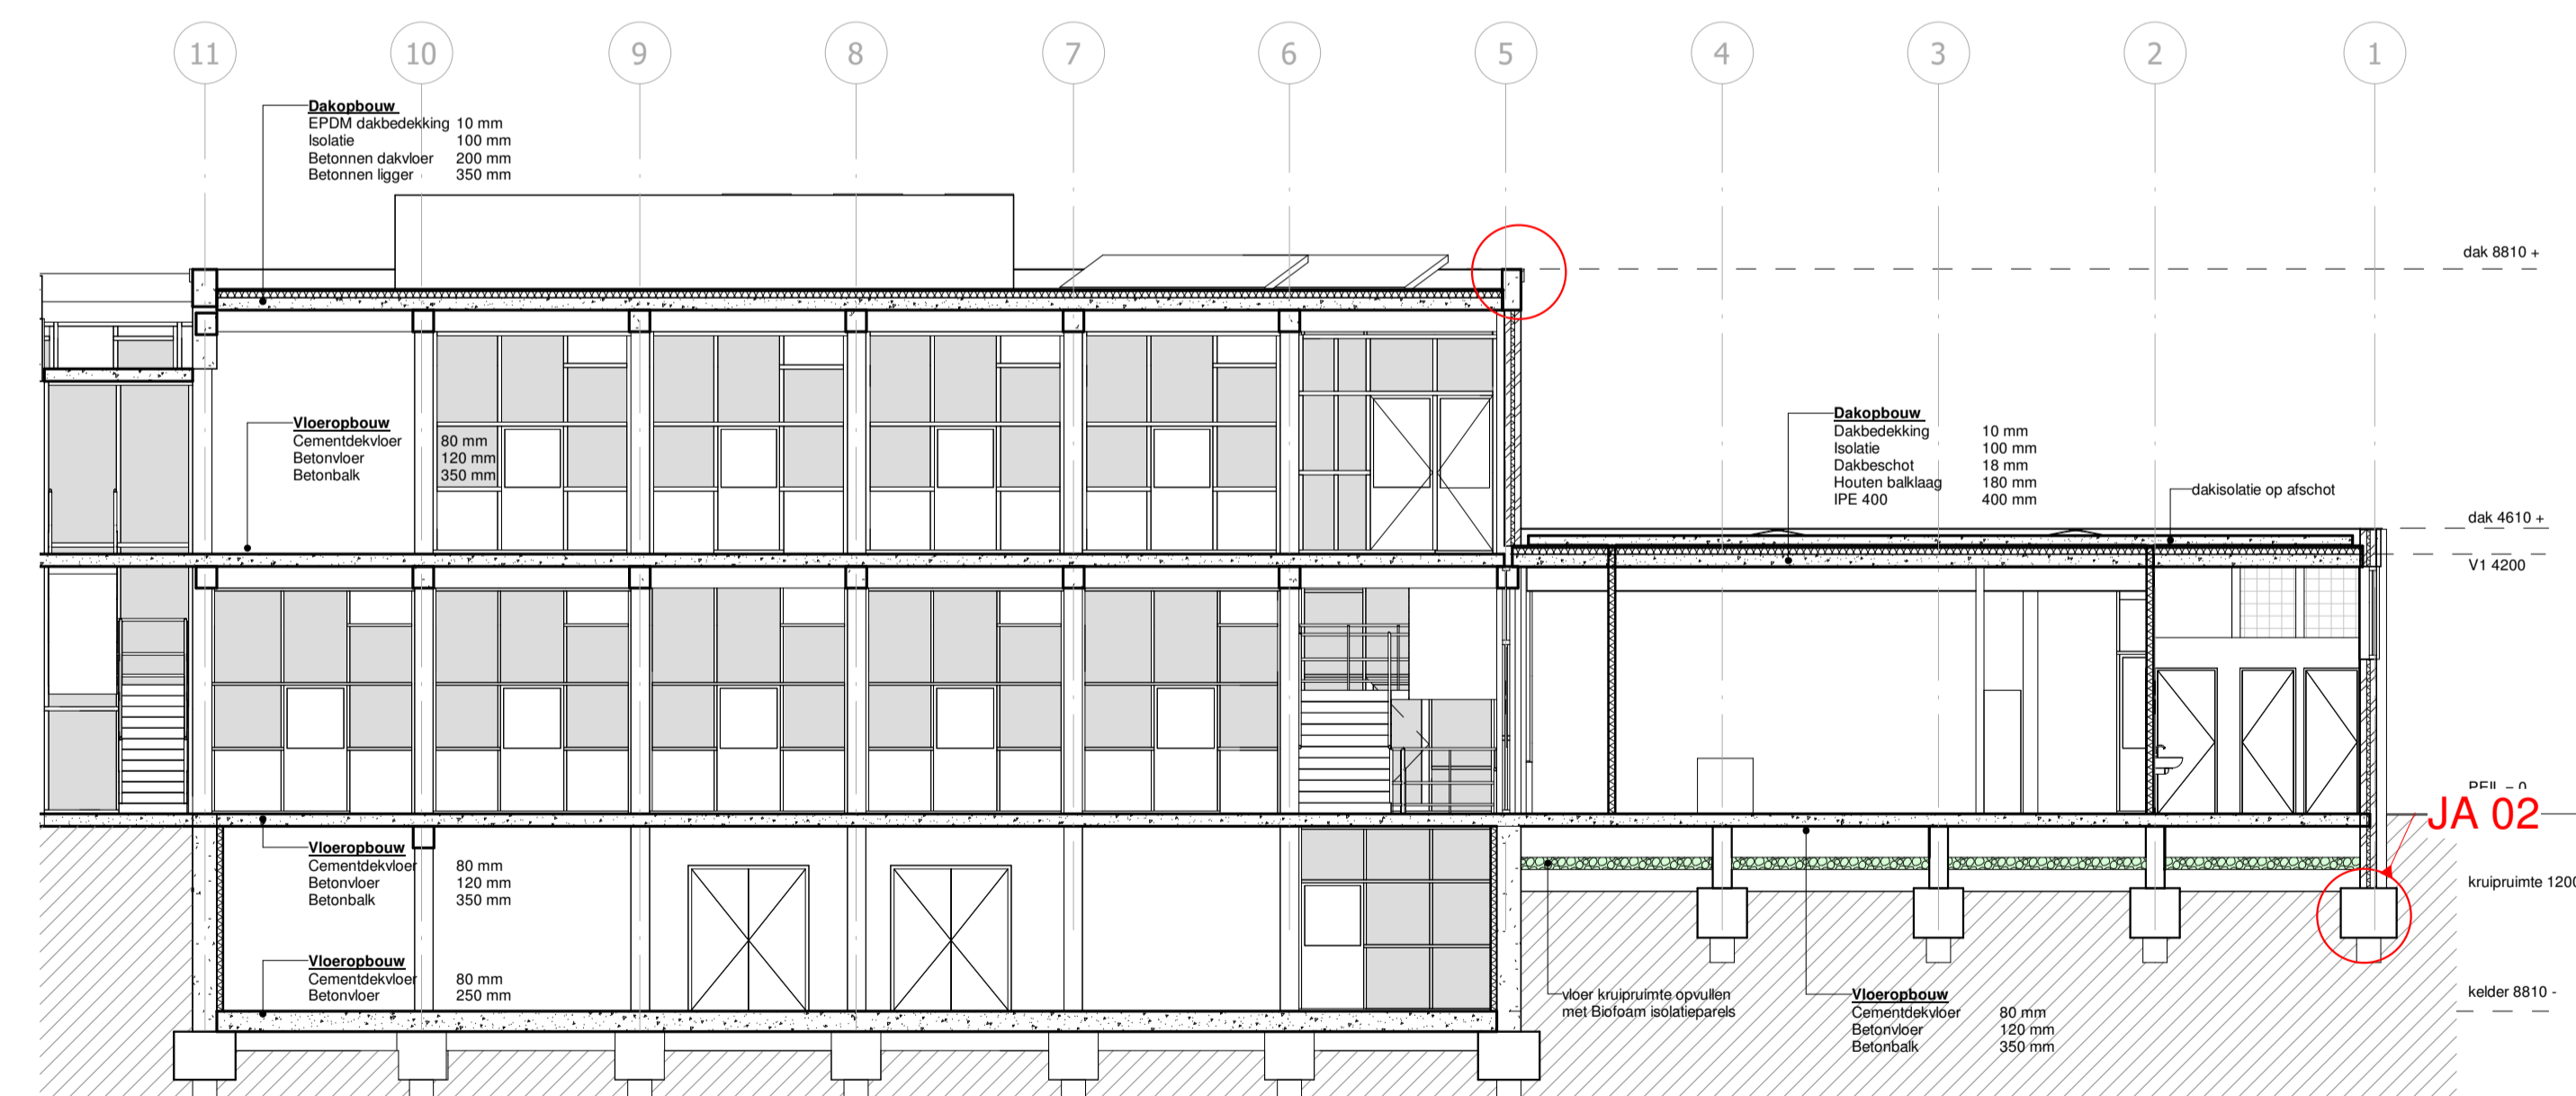 11 10 9 8 7 6 5 4 3 2 1
Dakopbouw
EPDM dakbedekking 10 mm
Isolatie 100 mm
Betonnen dakvloer 200 mm
Betonnen ligger 350 mm
dak 8810 +
Vloeropbouw
Cementdekvloer 80 mm
Betonvloer 120 mm
Betonbalk 350 mm
Dakopbouw
Dakbedekking 10 mm
Isolatie 100 mm
Dakbeschot 18 mm
Houten balklaag 180 mm
IPE 400 400 mm
dakisolatie op afschot
dak 4610 +
V1 4200
JA 02
Vloeropbouw
Cementdekvloer 80 mm
Betonvloer 120 mm
Betonbalk 350 mm
kruipruimte 1200
Vloeropbouw
Cementdekvloer 80 mm
Betonvloer 250 mm
vloer kruipruimte opvullen
met Biofoam isolatieparels
Vloeropbouw
Cementdekvloer 80 mm
Betonvloer 120 mm
Betonbalk 350 mm
kelder 8810 -